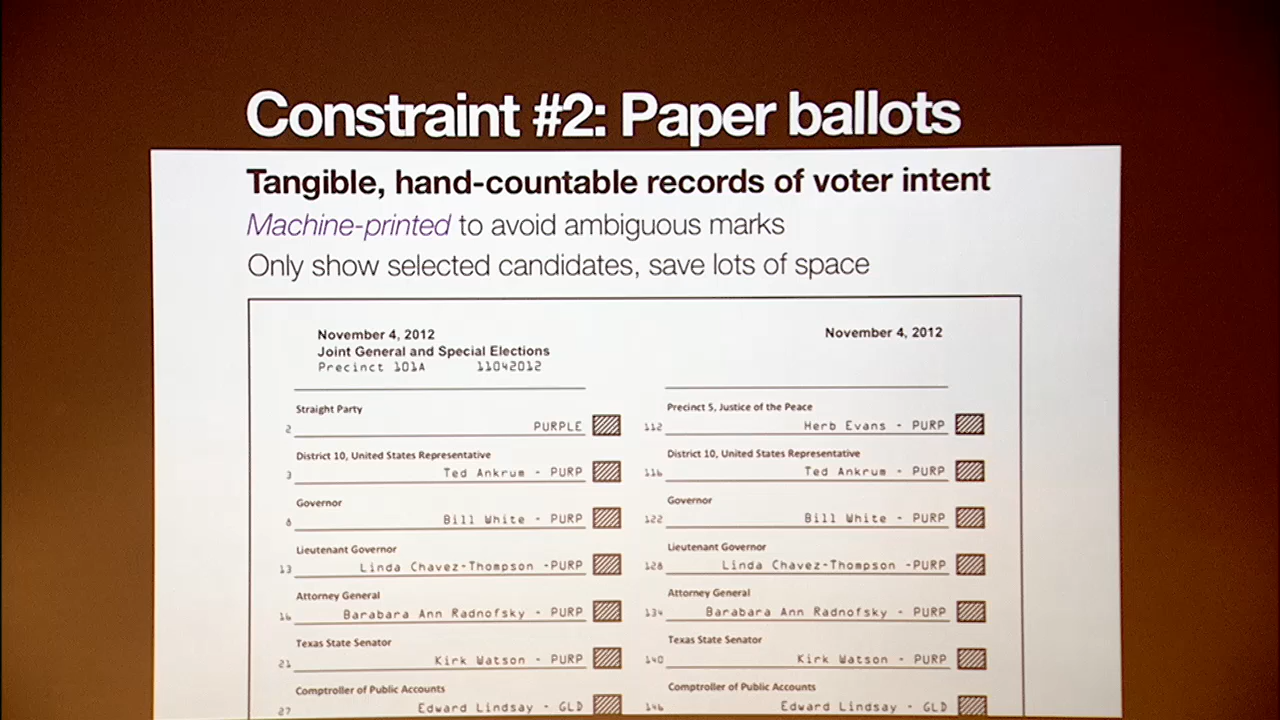 Constraint #2: Paper ballots
Tangible, hand-countable records of voter intent
Machine-printed to avoid ambiguous marks
Only show selected candidates, save lots of space
November 4, 2012
Joint General and Special Elections
Precinct 101A 11042012
Straight Party
2 PURPLE
District 10, United States Representative
3 Ted Ankrum - PURP
Governor
8 Bill White - PURP
Lieutenant Governor
13 Linda Chavez-Thompson -PURP
Attorney General
16 Barabara Ann Radnofsky - PURP
Texas State Senator
21 Kirk Watson - PURP
Comptroller of Public Accounts
27 Edward Lindsay - GLD
November 4, 2012
Precinct 5, Justice of the Peace
112 Herb Evans - PURP
District 10, United States Representative
116 Ted Ankrum - PURP
Governor
122 Bill White - PURP
Lieutenant Governor
128 Linda Chavez-Thompson -PURP
Attorney General
134 Barabara Ann Radnofsky - PURP
Texas State Senator
140 Kirk Watson - PURP
Comptroller of Public Accounts
146 Edward Lindsay - GLD